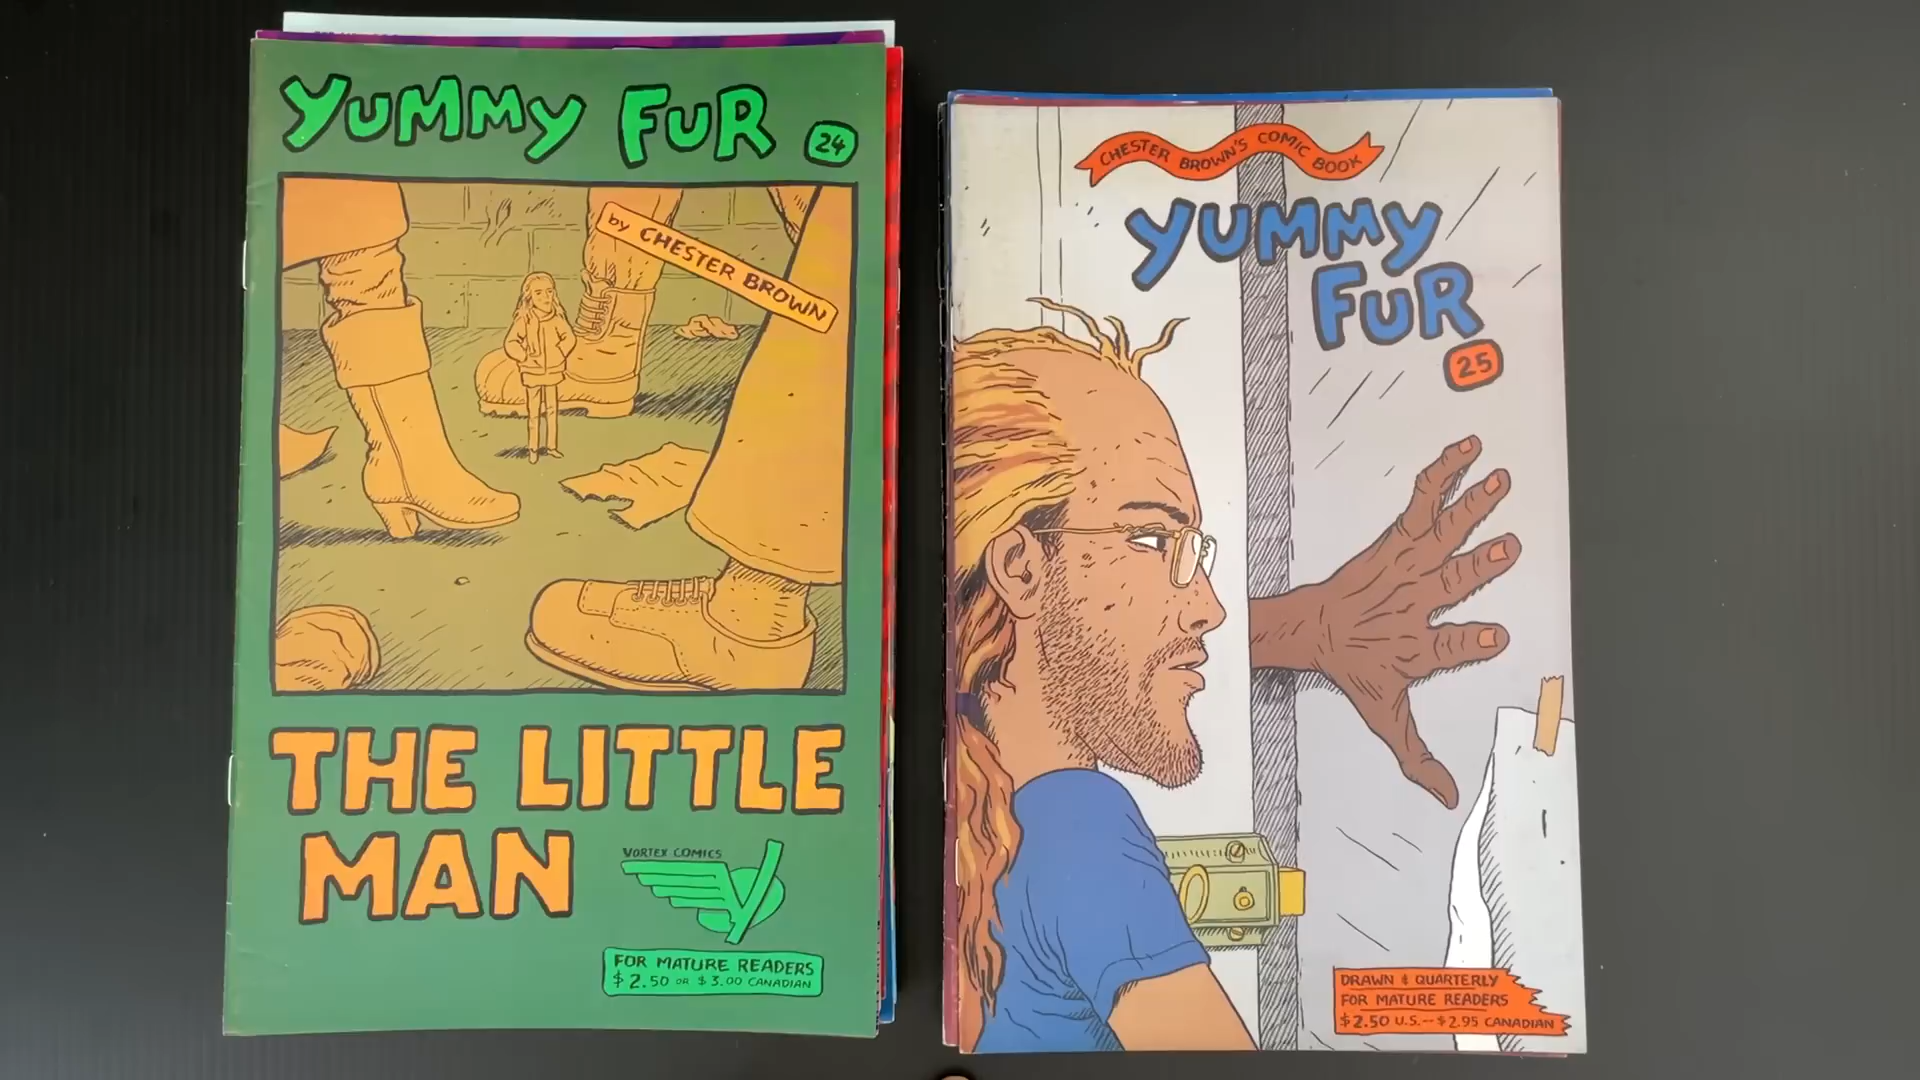 YUMMY FUR 24
by CHESTER BROWN
THE LITTLE
MAN
VORTEX COMICS
FOR MATURE READERS
$2.50 OR $3.00 CANADIAN
CHESTER BROWN'S COMIC BOOK
YUMMY
FUR
25
DRAWN & QUARTERLY
FOR MATURE READERS
$2.50 U.S.--$2.95 CANADIAN